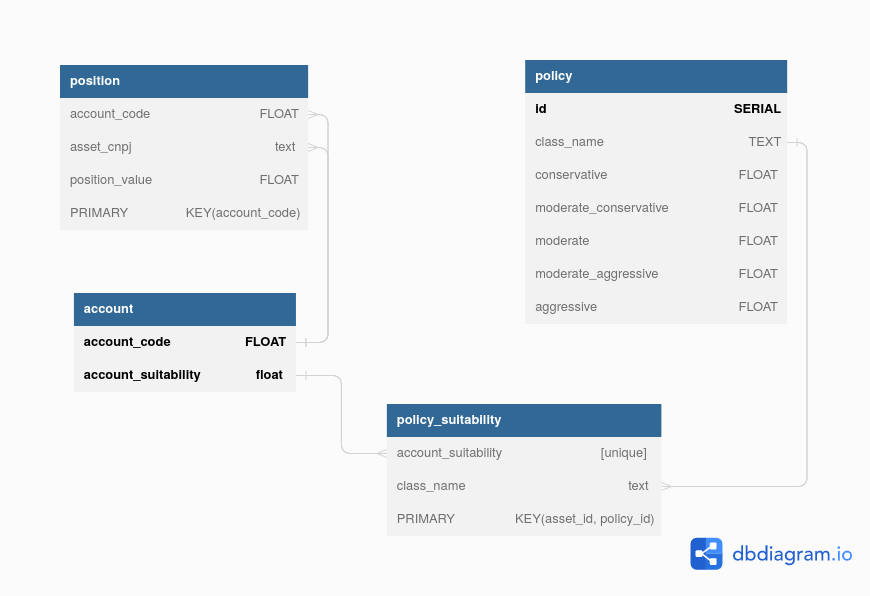 position
account_code FLOAT
asset_cnpj text
position_value FLOAT
PRIMARY KEY(account_code)
policy
id SERIAL
class_name TEXT
conservative FLOAT
moderate_conservative FLOAT
moderate FLOAT
moderate_aggressive FLOAT
aggressive FLOAT
account
account_code FLOAT
account_suitability float
policy_suitability
account_suitability [unique]
class_name text
PRIMARY KEY(asset_id, policy_id)
dbdiagram.io